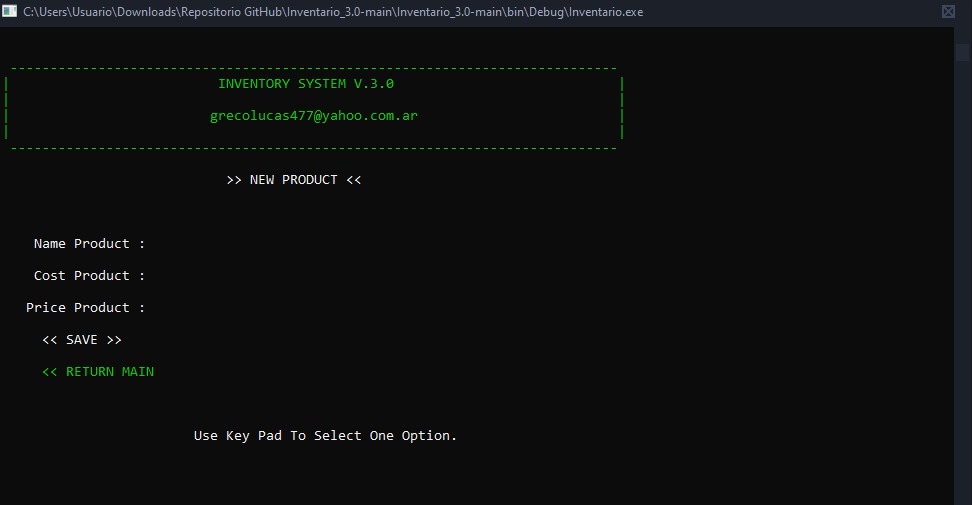 C:\Users\Usuario\Downloads\Repositorio GitHub\Inventario_3.0-main\Inventario_3.0-main\bin\Debug\Inventario.exe
----------------------------------------------------------------------------
| INVENTORY SYSTEM V.3.0 |
| |
| grecolucas477@yahoo.com.ar |
| |
----------------------------------------------------------------------------
>> NEW PRODUCT <<
Name Product :
Cost Product :
Price Product :
<< SAVE >>
<< RETURN MAIN
Use Key Pad To Select One Option.